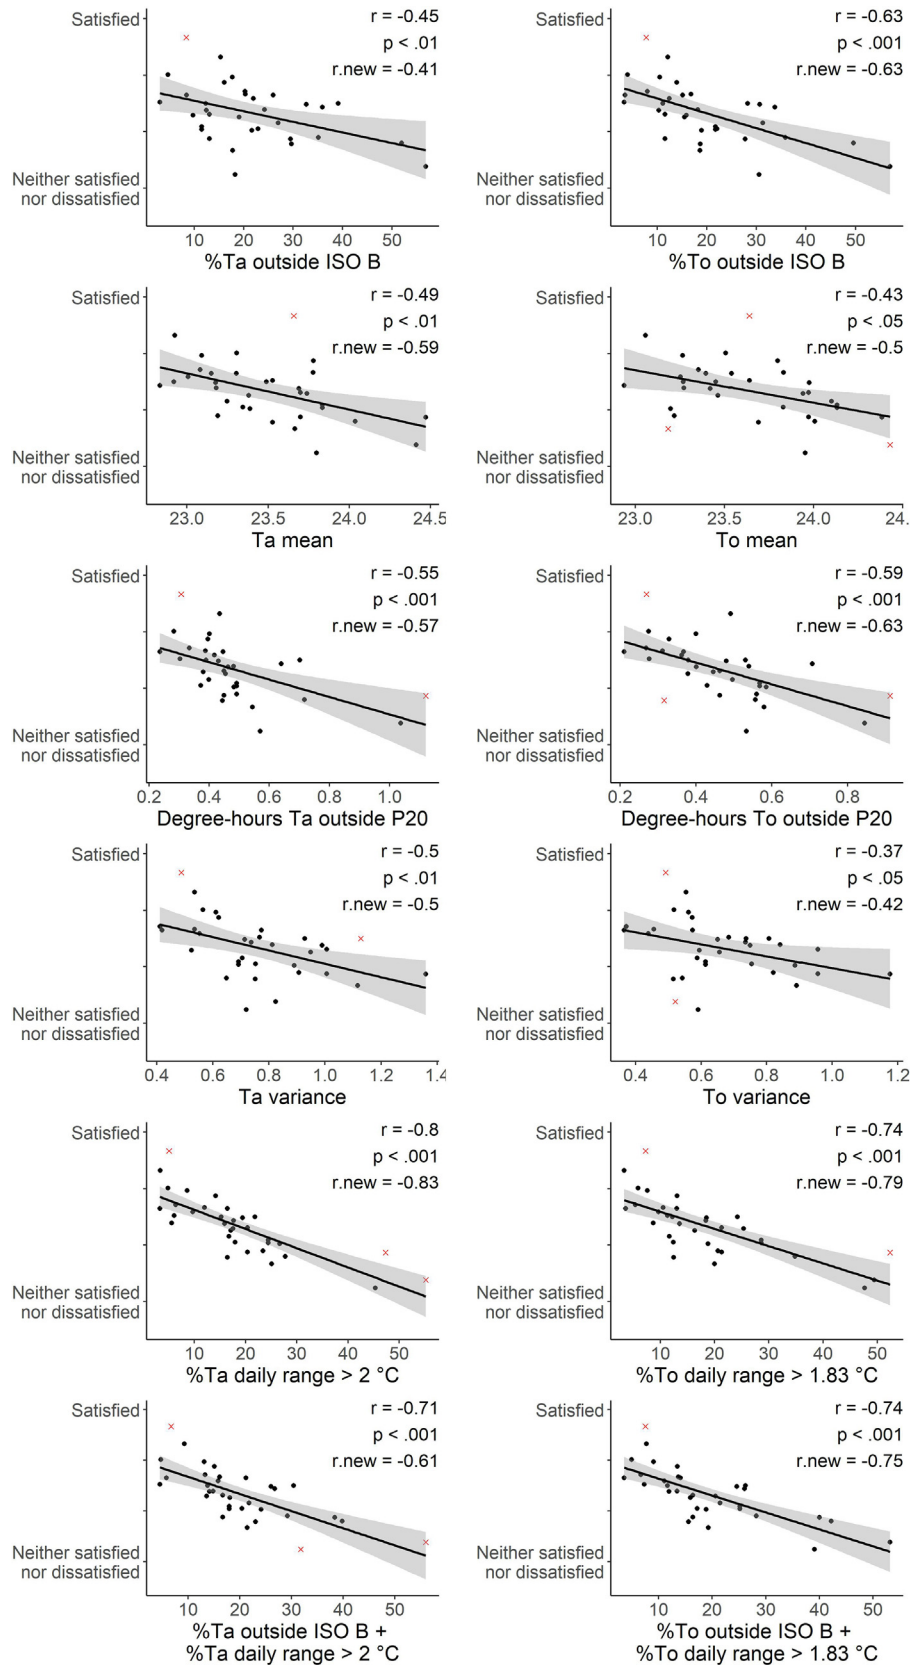 Satisfied
r = -0.45
p < .01
r.new = -0.41
Neither satisfied
nor dissatisfied
10 20 30 40 50
%Ta outside ISO B
Satisfied
r = -0.63
p < .001
r.new = -0.63
Neither satisfied
nor dissatisfied
10 20 30 40 50
%To outside ISO B
Satisfied
r = -0.49
p < .01
r.new = -0.59
Neither satisfied
nor dissatisfied
23.0 23.5 24.0 24.5
Ta mean
Satisfied
r = -0.43
p < .05
r.new = -0.5
Neither satisfied
nor dissatisfied
23.0 23.5 24.0 24.
To mean
Satisfied
r = -0.55
p < .001
r.new = -0.57
Neither satisfied
nor dissatisfied
0.2 0.4 0.6 0.8 1.0
Degree-hours Ta outside P20
Satisfied
r = -0.59
p < .001
r.new = -0.63
Neither satisfied
nor dissatisfied
0.2 0.4 0.6 0.8
Degree-hours To outside P20
Satisfied
r = -0.5
p < .01
r.new = -0.5
Neither satisfied
nor dissatisfied
0.4 0.6 0.8 1.0 1.2 1.4
Ta variance
Satisfied
r = -0.37
p < .05
r.new = -0.42
Neither satisfied
nor dissatisfied
0.4 0.6 0.8 1.0 1.2
To variance
Satisfied
r = -0.8
p < .001
r.new = -0.83
Neither satisfied
nor dissatisfied
10 20 30 40 50
%Ta daily range > 2 °C
Satisfied
r = -0.74
p < .001
r.new = -0.79
Neither satisfied
nor dissatisfied
10 20 30 40 50
%To daily range > 1.83 °C
Satisfied
r = -0.71
p < .001
r.new = -0.61
Neither satisfied
nor dissatisfied
10 20 30 40 50
%Ta outside ISO B +
%Ta daily range > 2 °C
Satisfied
r = -0.74
p < .001
r.new = -0.75
Neither satisfied
nor dissatisfied
10 20 30 40 50
%To outside ISO B +
%To daily range > 1.83 °C